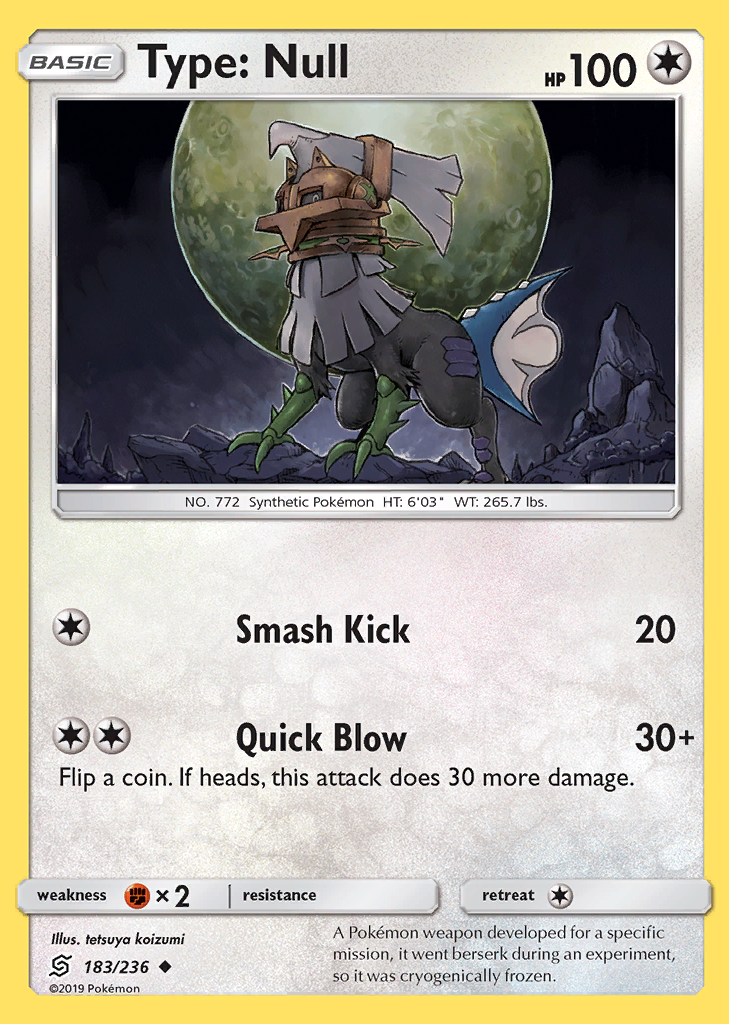 BASIC Type: Null HP 100
NO. 772 Synthetic Pokémon HT: 6'03" WT: 265.7 lbs.
Smash Kick 20
Quick Blow 30+
Flip a coin. If heads, this attack does 30 more damage.
weakness × 2 resistance retreat
Illus. tetsuya koizumi
183/236
©2019 Pokémon
A Pokémon weapon developed for a specific
mission, it went berserk during an experiment,
so it was cryogenically frozen.